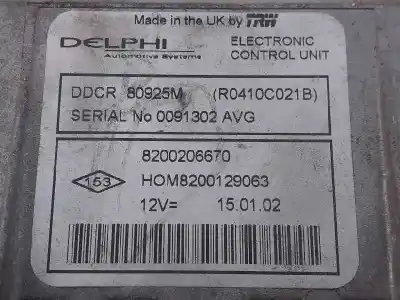 Made in the UK by TRW
DELPHI
Automotive Systems
ELECTRONIC
CONTROL UNIT
DDCR 80925M (R0410C021B)
SERIAL No 0091302 AVG
8200206670
153 HOM8200129063
12V= 15.01.02